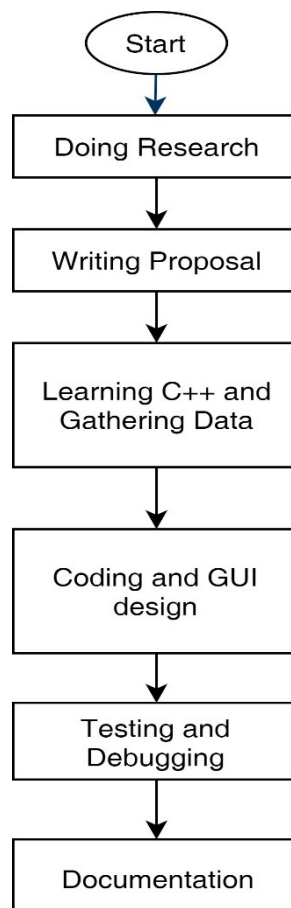 Start
Doing Research
Writing Proposal
Learning C++ and
Gathering Data
Coding and GUI
design
Testing and
Debugging
Documentation